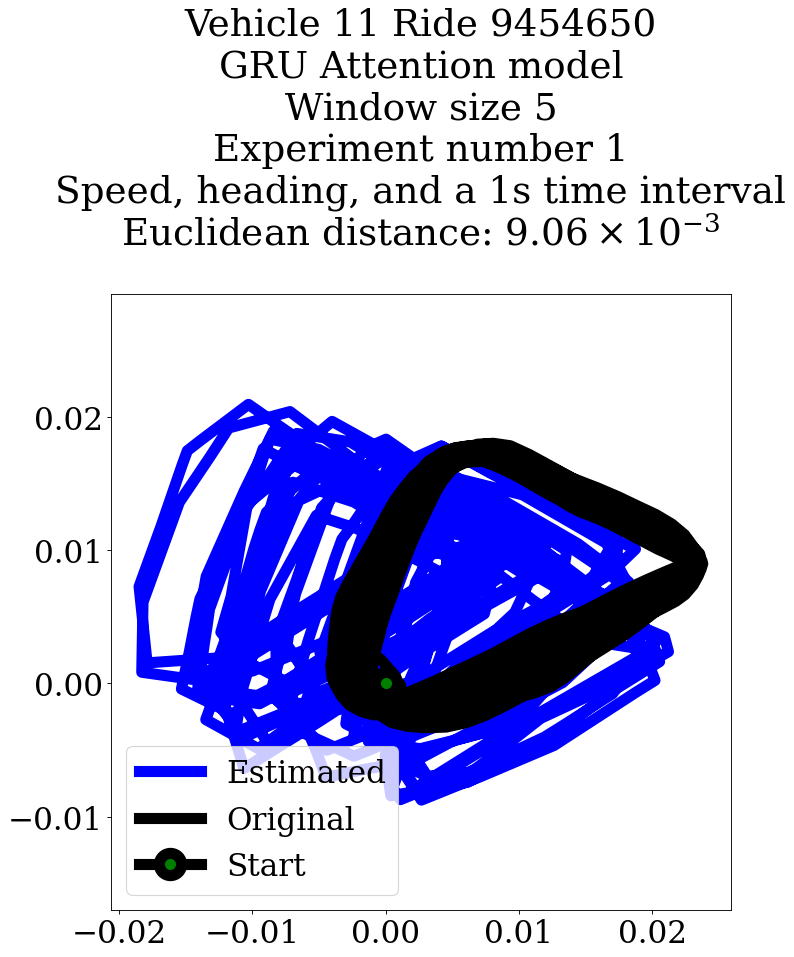 Vehicle 11 Ride 9454650
GRU Attention model
Window size 5
Experiment number 1
Speed, heading, and a 1s time interval
Euclidean distance: 9.06 × 10⁻³
0.02
0.01
0.00
−0.01
Estimated
Original
Start
−0.02 −0.01 0.00 0.01 0.02